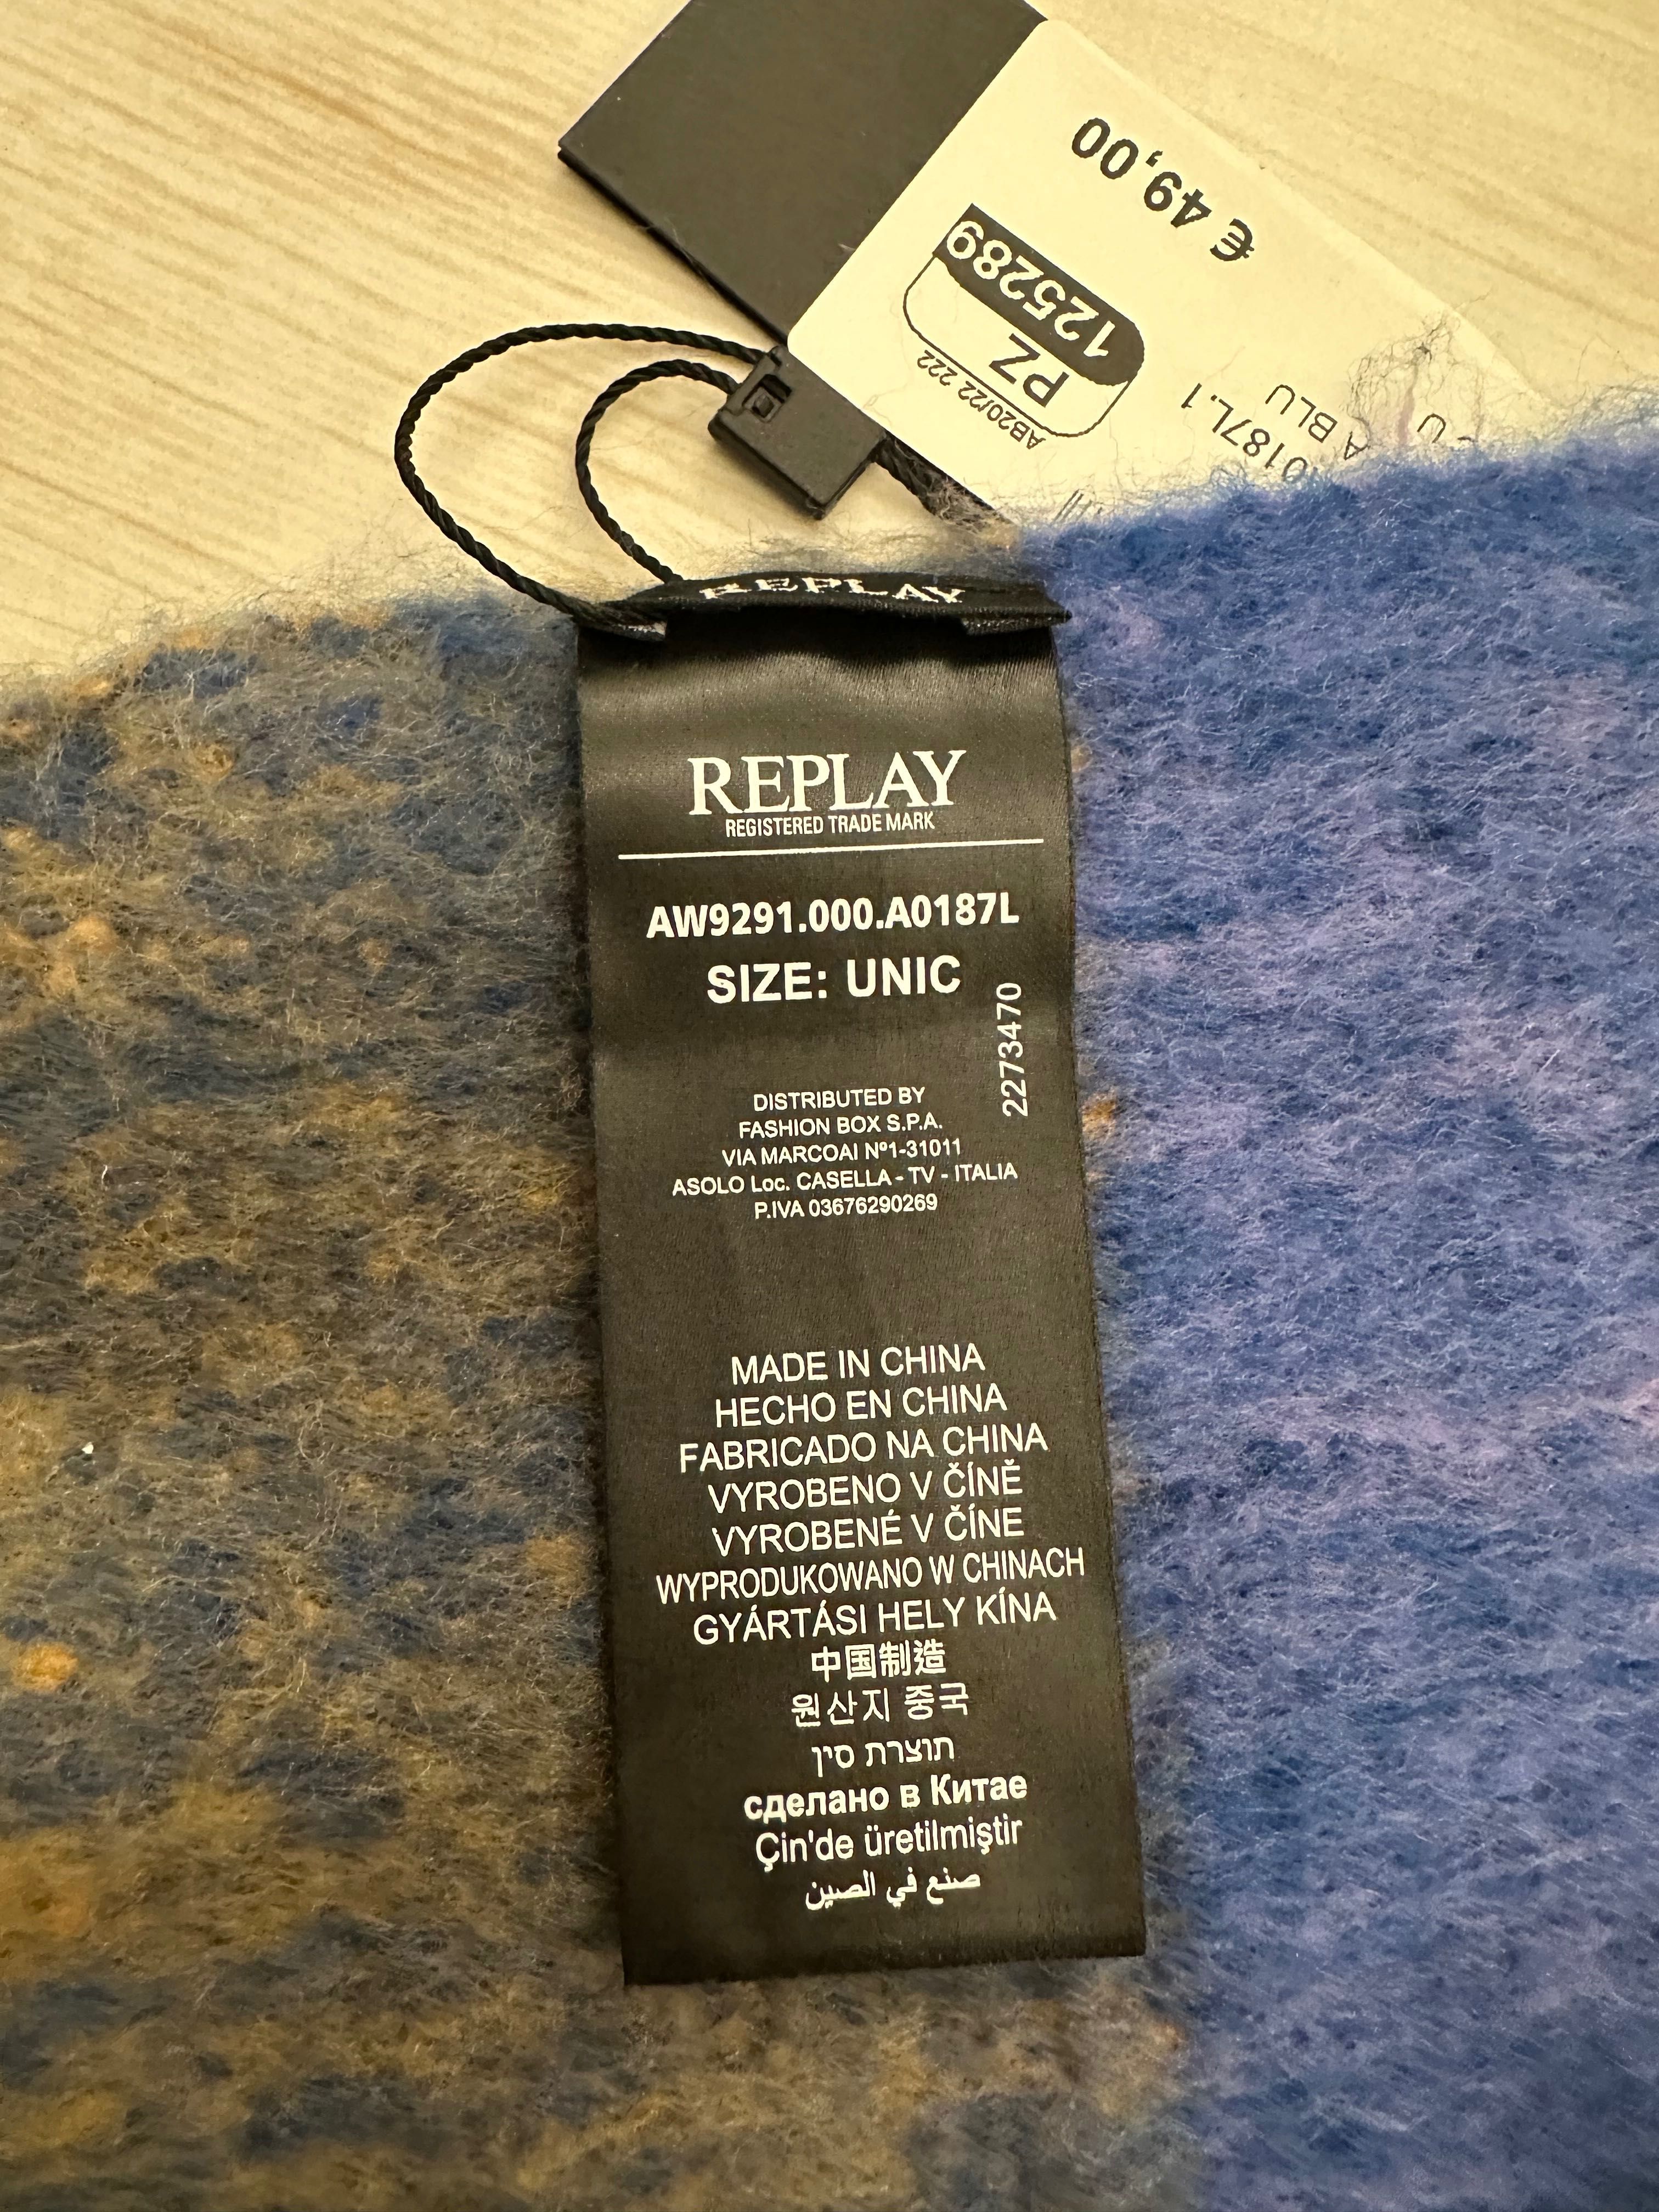 € 49,00
125289
PZ
AB20/22 222
0187L.1
A BLU
U
REPLAY
REPLAY
REGISTERED TRADE MARK
AW9291.000.A0187L
SIZE: UNIC
2273470
DISTRIBUTED BY
FASHION BOX S.P.A.
VIA MARCOAI Nº1-31011
ASOLO Loc. CASELLA - TV - ITALIA
P.IVA 03676290269
MADE IN CHINA
HECHO EN CHINA
FABRICADO NA CHINA
VYROBENO V ČÍNĚ
VYROBENÉ V ČÍNE
WYPRODUKOWANO W CHINACH
GYÁRTÁSI HELY KÍNA
中国制造
원산지 중국
תוצרת סין
сделано в Китае
Çin'de üretilmiştir
صنع في الصين